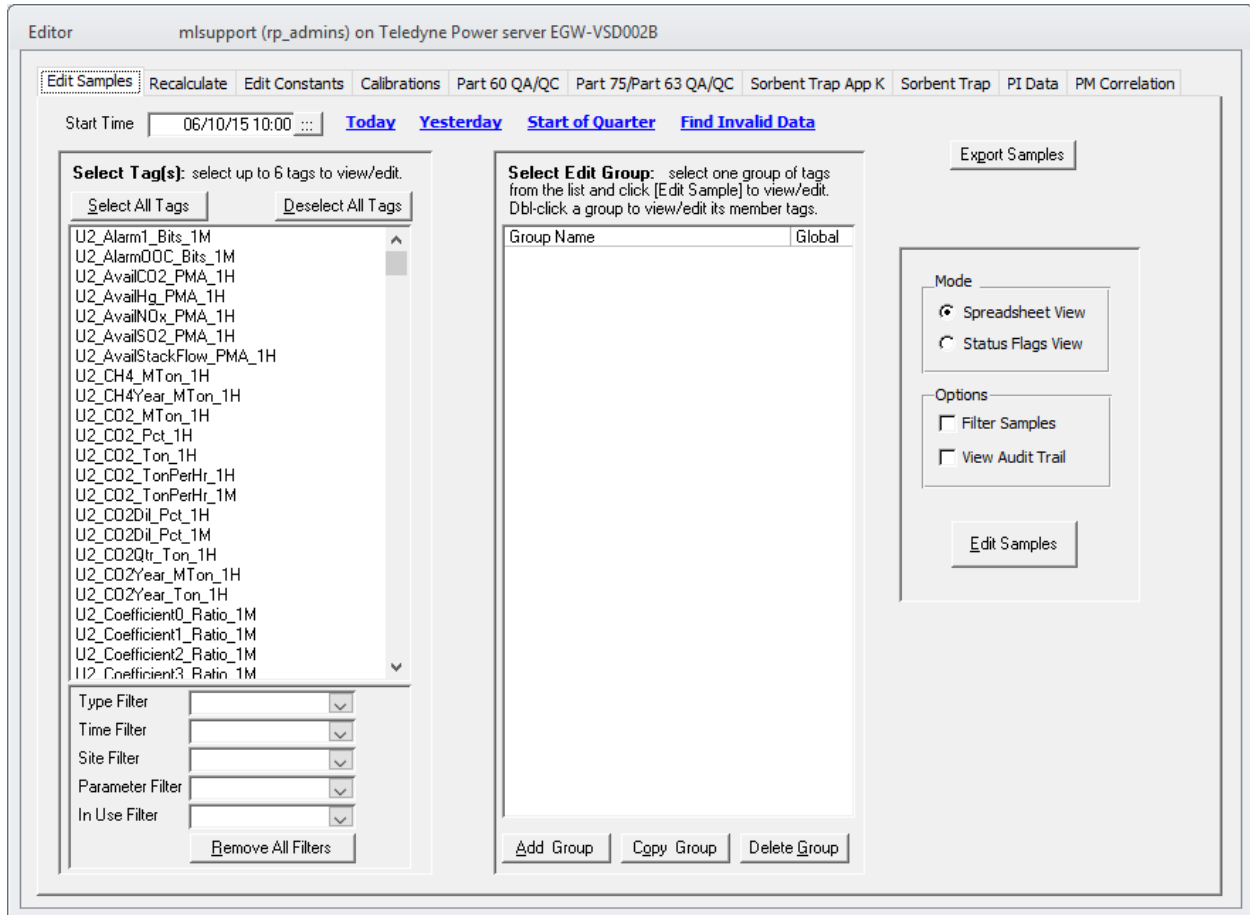 Editor mlsupport (rp_admins) on Teledyne Power server EGW-VSD002B
Edit Samples Recalculate Edit Constants Calibrations Part 60 QA/QC Part 75/Part 63 QA/QC Sorbent Trap App K Sorbent Trap PI Data PM Correlation
Start Time 06/10/15 10:00 ... Today Yesterday Start of Quarter Find Invalid Data
Export Samples
Select Tag(s): select up to 6 tags to view/edit.
Select All Tags Deselect All Tags
U2_Alarm1_Bits_1M
U2_AlarmOOC_Bits_1M
U2_AvailCO2_PMA_1H
U2_AvailHg_PMA_1H
U2_AvailNOx_PMA_1H
U2_AvailSO2_PMA_1H
U2_AvailStackFlow_PMA_1H
U2_CH4_MTon_1H
U2_CH4Year_MTon_1H
U2_CO2_MTon_1H
U2_CO2_Pct_1H
U2_CO2_Ton_1H
U2_CO2_TonPerHr_1H
U2_CO2_TonPerHr_1M
U2_CO2Dil_Pct_1H
U2_CO2Dil_Pct_1M
U2_CO2Qtr_Ton_1H
U2_CO2Year_MTon_1H
U2_CO2Year_Ton_1H
U2_Coefficient0_Ratio_1M
U2_Coefficient1_Ratio_1M
U2_Coefficient2_Ratio_1M
U2_Coefficient3_Ratio_1M
Type Filter
Time Filter
Site Filter
Parameter Filter
In Use Filter
Remove All Filters
Select Edit Group: select one group of tags
from the list and click [Edit Sample] to view/edit.
Dbl-click a group to view/edit its member tags.
Group Name Global
Add Group Copy Group Delete Group
Mode
Spreadsheet View
Status Flags View
Options
Filter Samples
View Audit Trail
Edit Samples